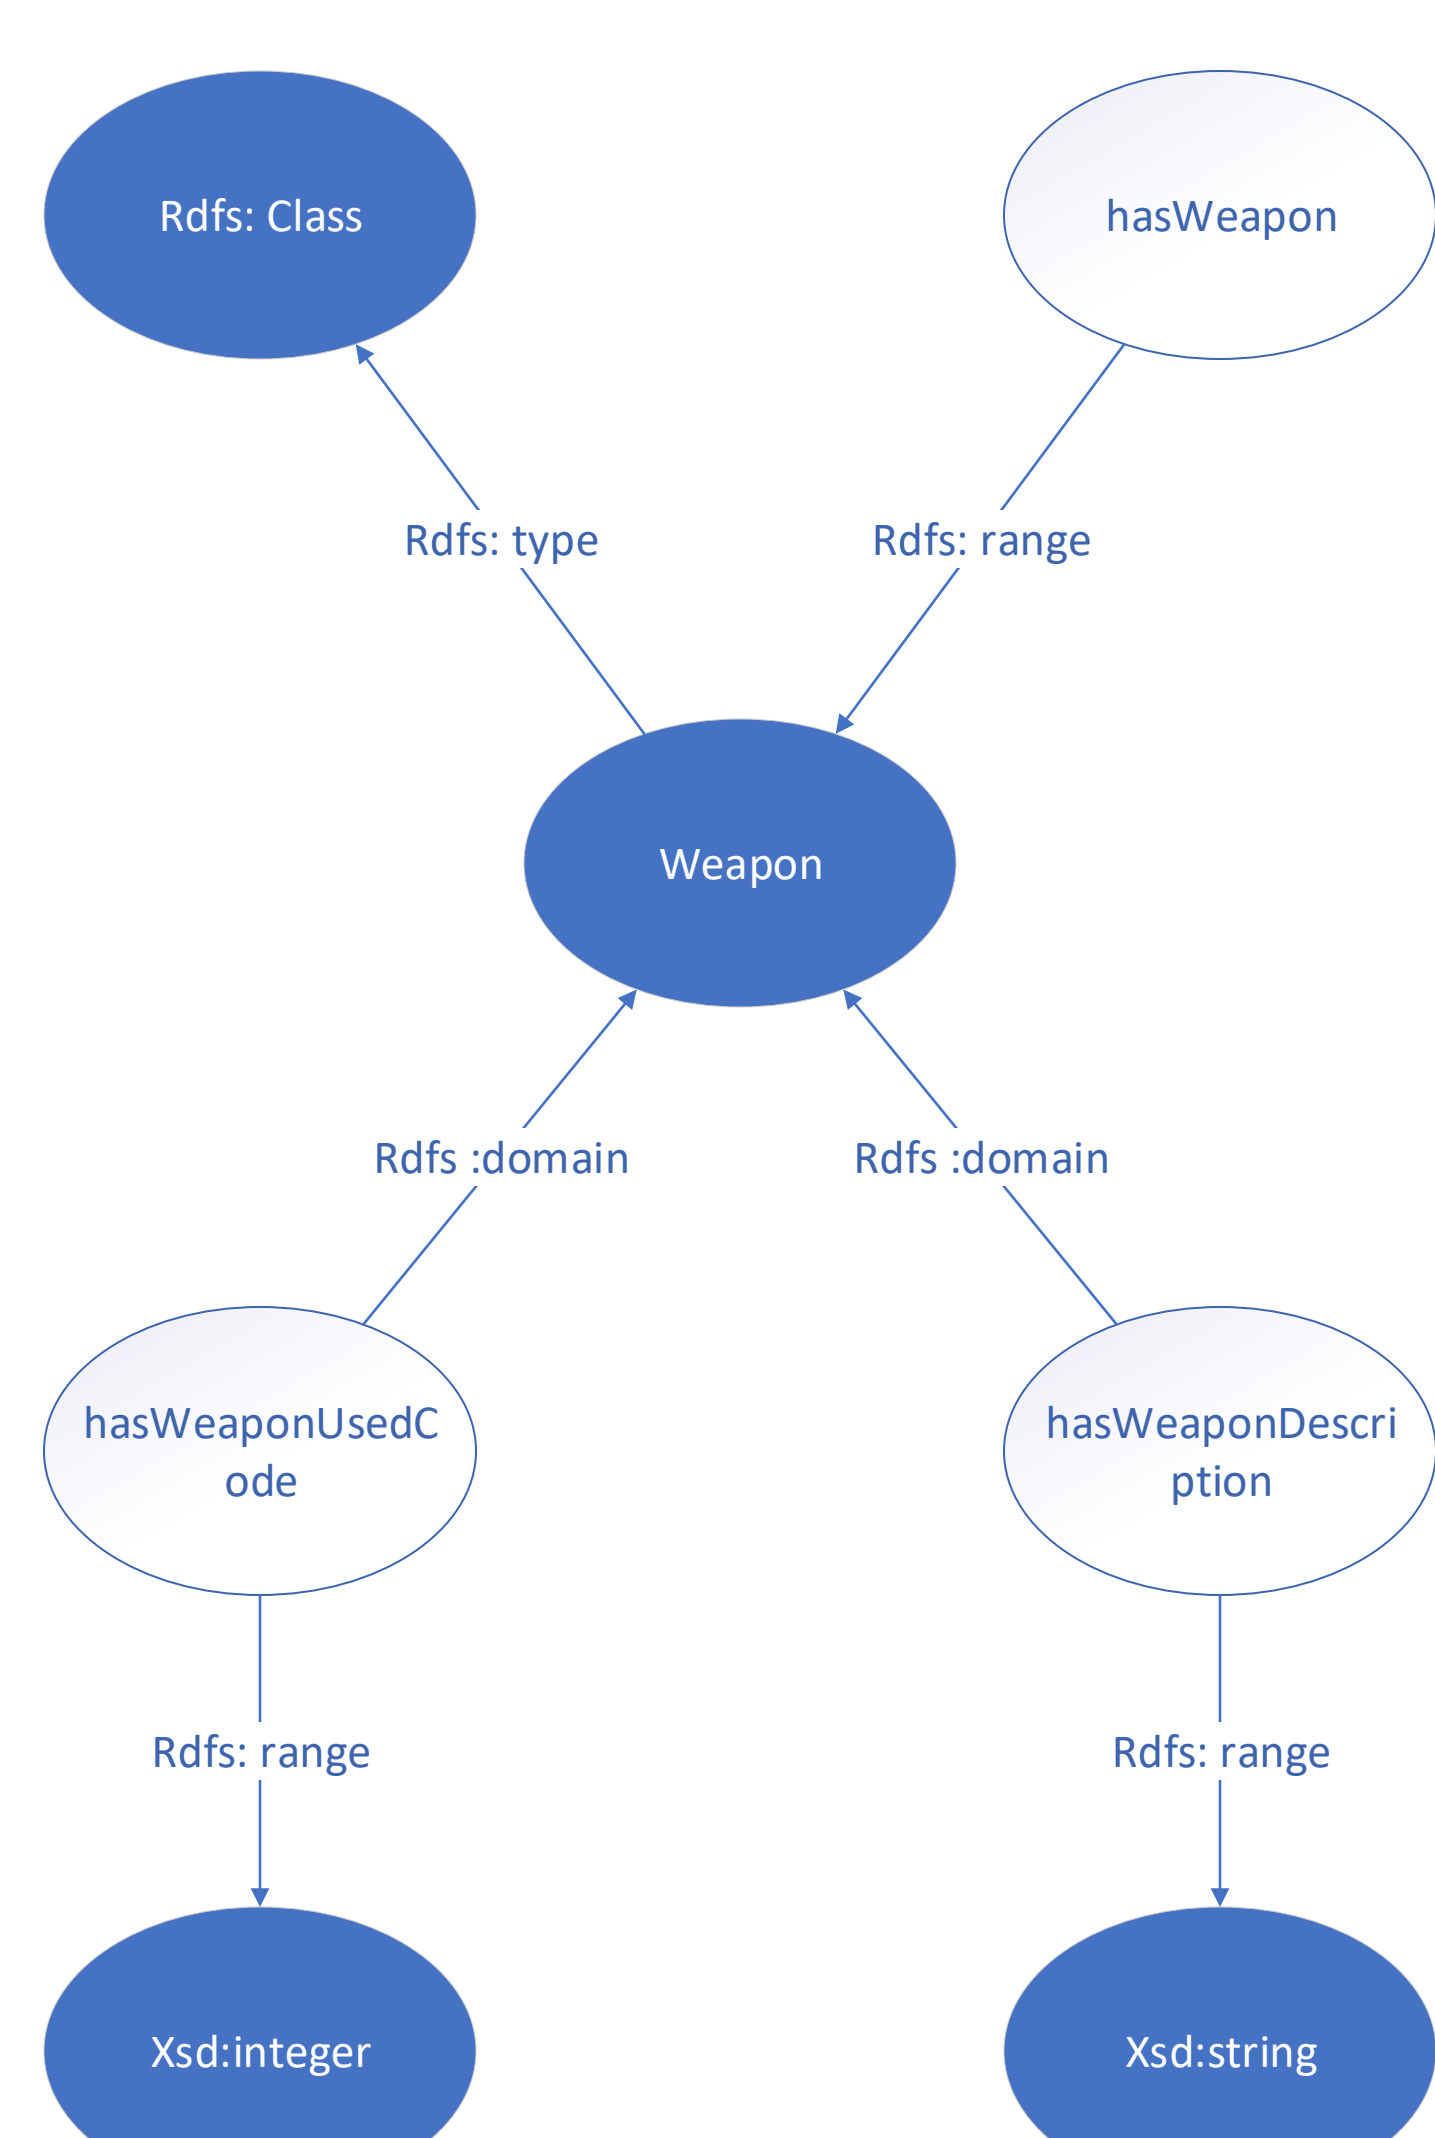 Rdfs: Class
hasWeapon
Rdfs: type
Rdfs: range
Weapon
Rdfs :domain
Rdfs :domain
hasWeaponUsedC
ode
hasWeaponDescri
ption
Rdfs: range
Rdfs: range
Xsd:integer
Xsd:string